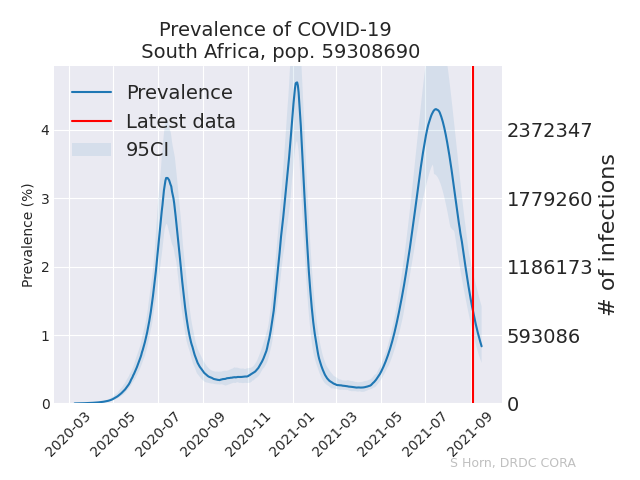 Prevalence of COVID-19
South Africa, pop. 59308690
Prevalence
Latest data
95CI
Prevalence (%)
4
3
2
1
0
2372347
1779260
1186173
593086
0
# of infections
2020-03
2020-05
2020-07
2020-09
2020-11
2021-01
2021-03
2021-05
2021-07
2021-09
S Horn, DRDC CORA